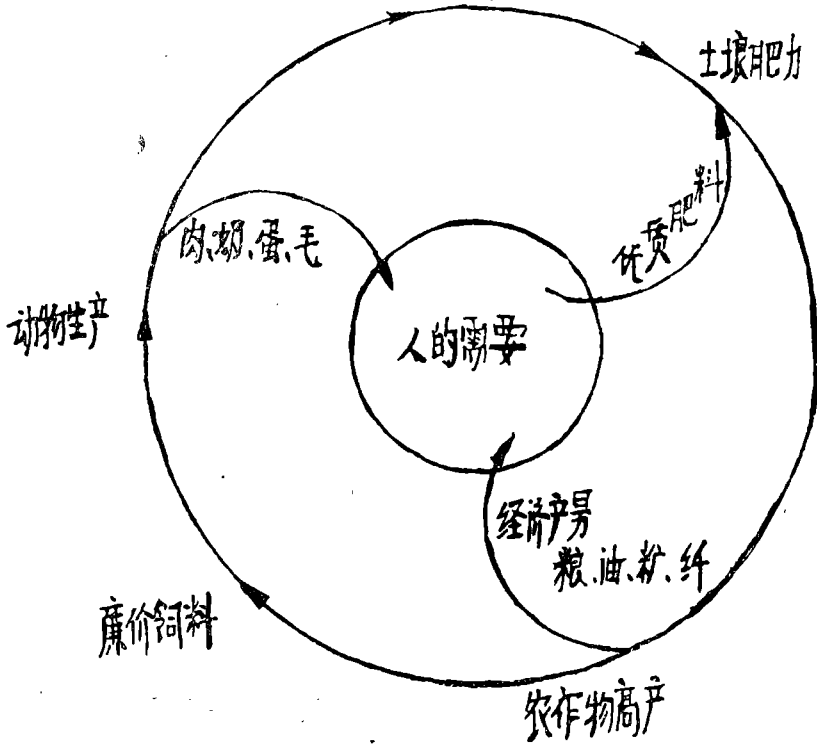 土壤肥力
优质肥料
肉、奶、蛋、毛
人的需要
动物生产
经济产易
粮、油、籽、纤
廉价饲料
农作物高产